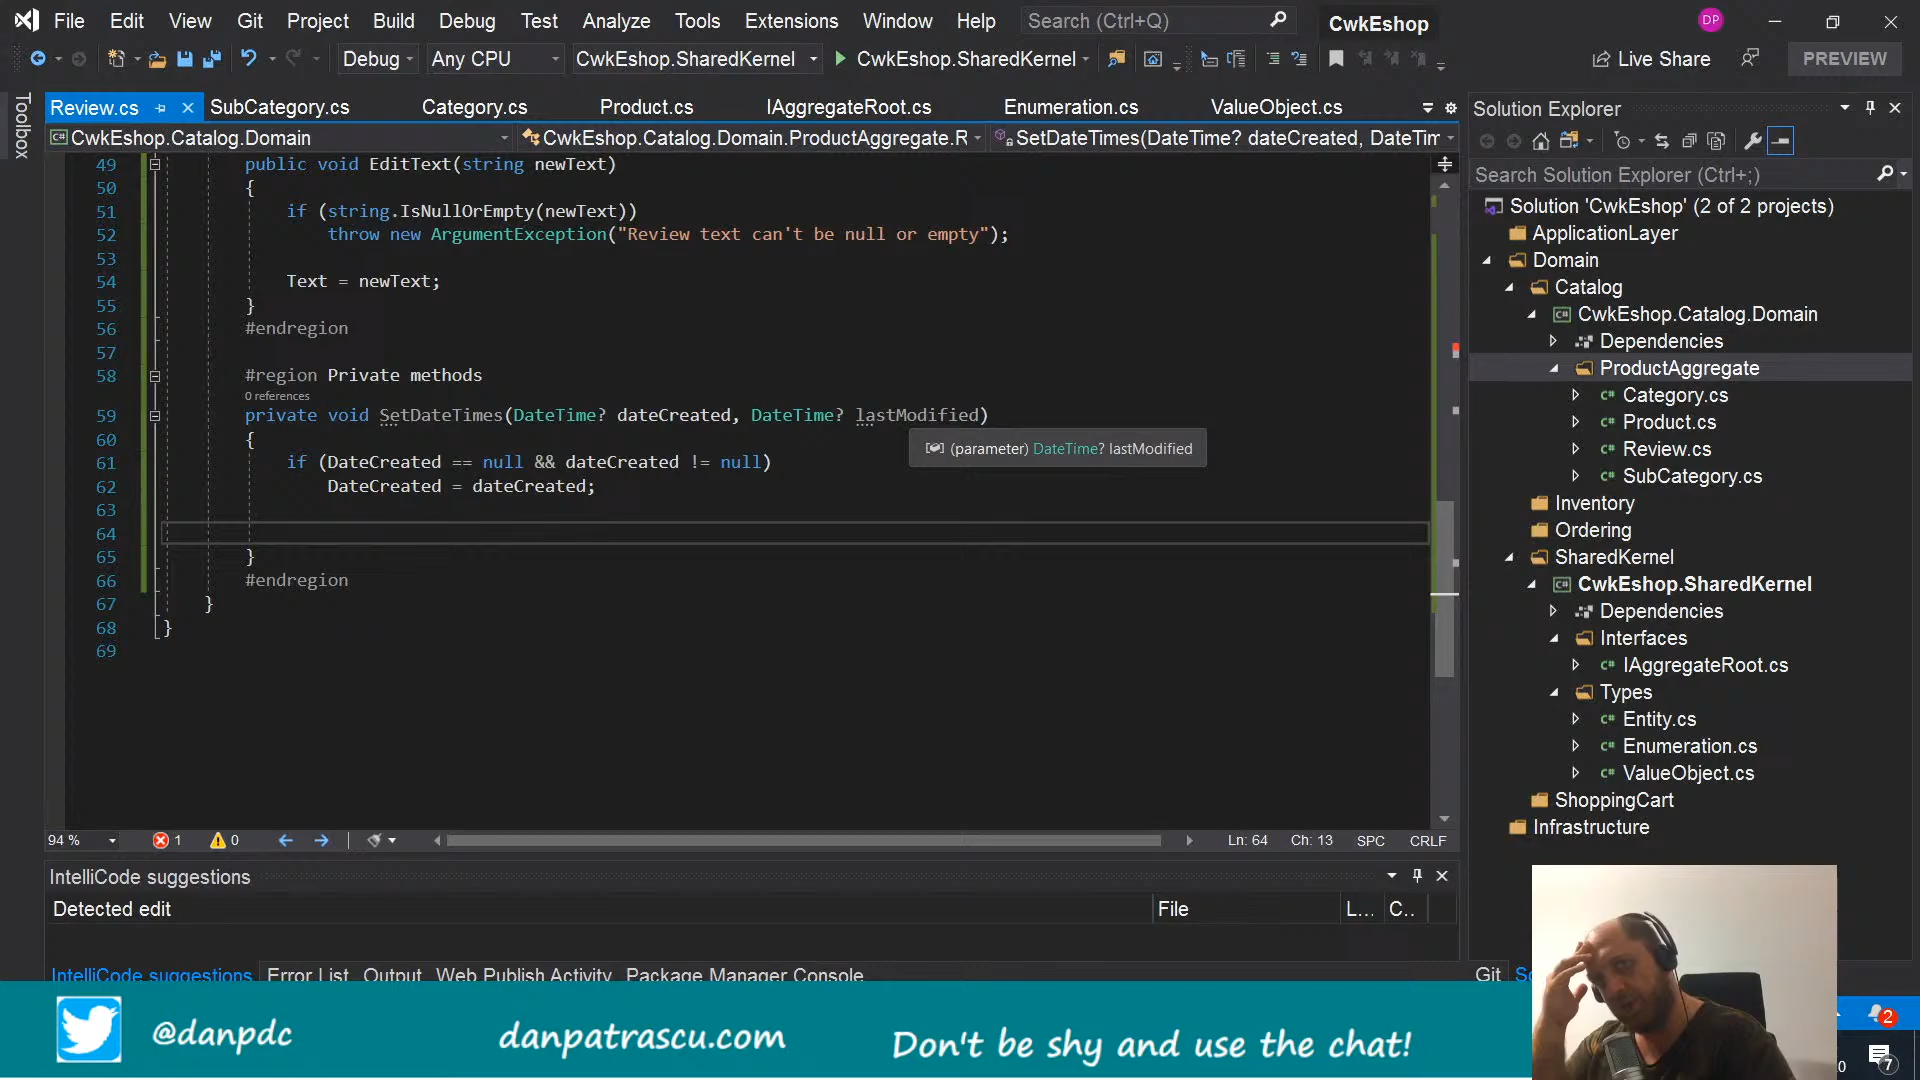 File Edit View Git Project Build Debug Test Analyze Tools Extensions Window Help Search (Ctrl+Q) CwkEshop DP
Debug Any CPU CwkEshop.SharedKernel CwkEshop.SharedKernel Live Share PREVIEW
Toolbox
Review.cs SubCategory.cs Category.cs Product.cs IAggregateRoot.cs Enumeration.cs ValueObject.cs
CwkEshop.Catalog.Domain CwkEshop.Catalog.Domain.ProductAggregate.R SetDateTimes(DateTime? dateCreated, DateTim
49 public void EditText(string newText)
50 {
51 if (string.IsNullOrEmpty(newText))
52 throw new ArgumentException("Review text can't be null or empty");
53
54 Text = newText;
55 }
56 #endregion
57
58 #region Private methods
0 references
59 private void SetDateTimes(DateTime? dateCreated, DateTime? lastModified)
60 {
(parameter) DateTime? lastModified
61 if (DateCreated == null && dateCreated != null)
62 DateCreated = dateCreated;
63
64
65 }
66 #endregion
67 }
68 }
69
94 % 1 0 Ln: 64 Ch: 13 SPC CRLF
IntelliCode suggestions
Detected edit File L... C..
IntelliCode suggestions Error List Output Web Publish Activity Package Manager Console
Solution Explorer
Search Solution Explorer (Ctrl+;)
Solution 'CwkEshop' (2 of 2 projects)
ApplicationLayer
Domain
Catalog
CwkEshop.Catalog.Domain
Dependencies
ProductAggregate
Category.cs
Product.cs
Review.cs
SubCategory.cs
Inventory
Ordering
SharedKernel
CwkEshop.SharedKernel
Dependencies
Interfaces
IAggregateRoot.cs
Types
Entity.cs
Enumeration.cs
ValueObject.cs
ShoppingCart
Infrastructure
Git
@danpdc danpatrascu.com Don't be shy and use the chat!
2
7